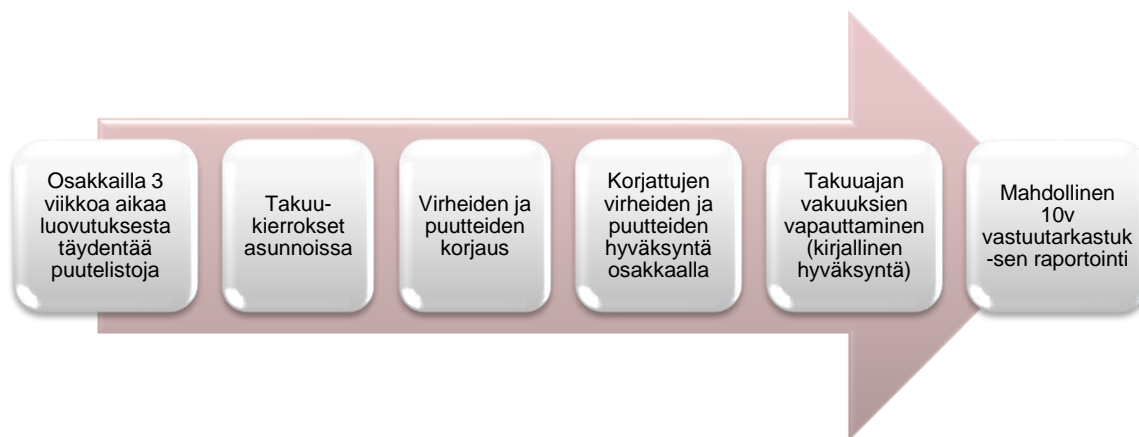 Osakkailla 3
viikkoa aikaa
luovutuksesta
täydentää
puutelistoja
Takuu-
kierrokset
asunnoissa
Virheiden ja
puutteiden
korjaus
Korjattujen
virheiden ja
puutteiden
hyväksyntä
osakkaalla
Takuuajan
vakuuksien
vapauttaminen
(kirjallinen
hyväksyntä)
Mahdollinen
10v
vastuutarkastuk
-sen raportointi